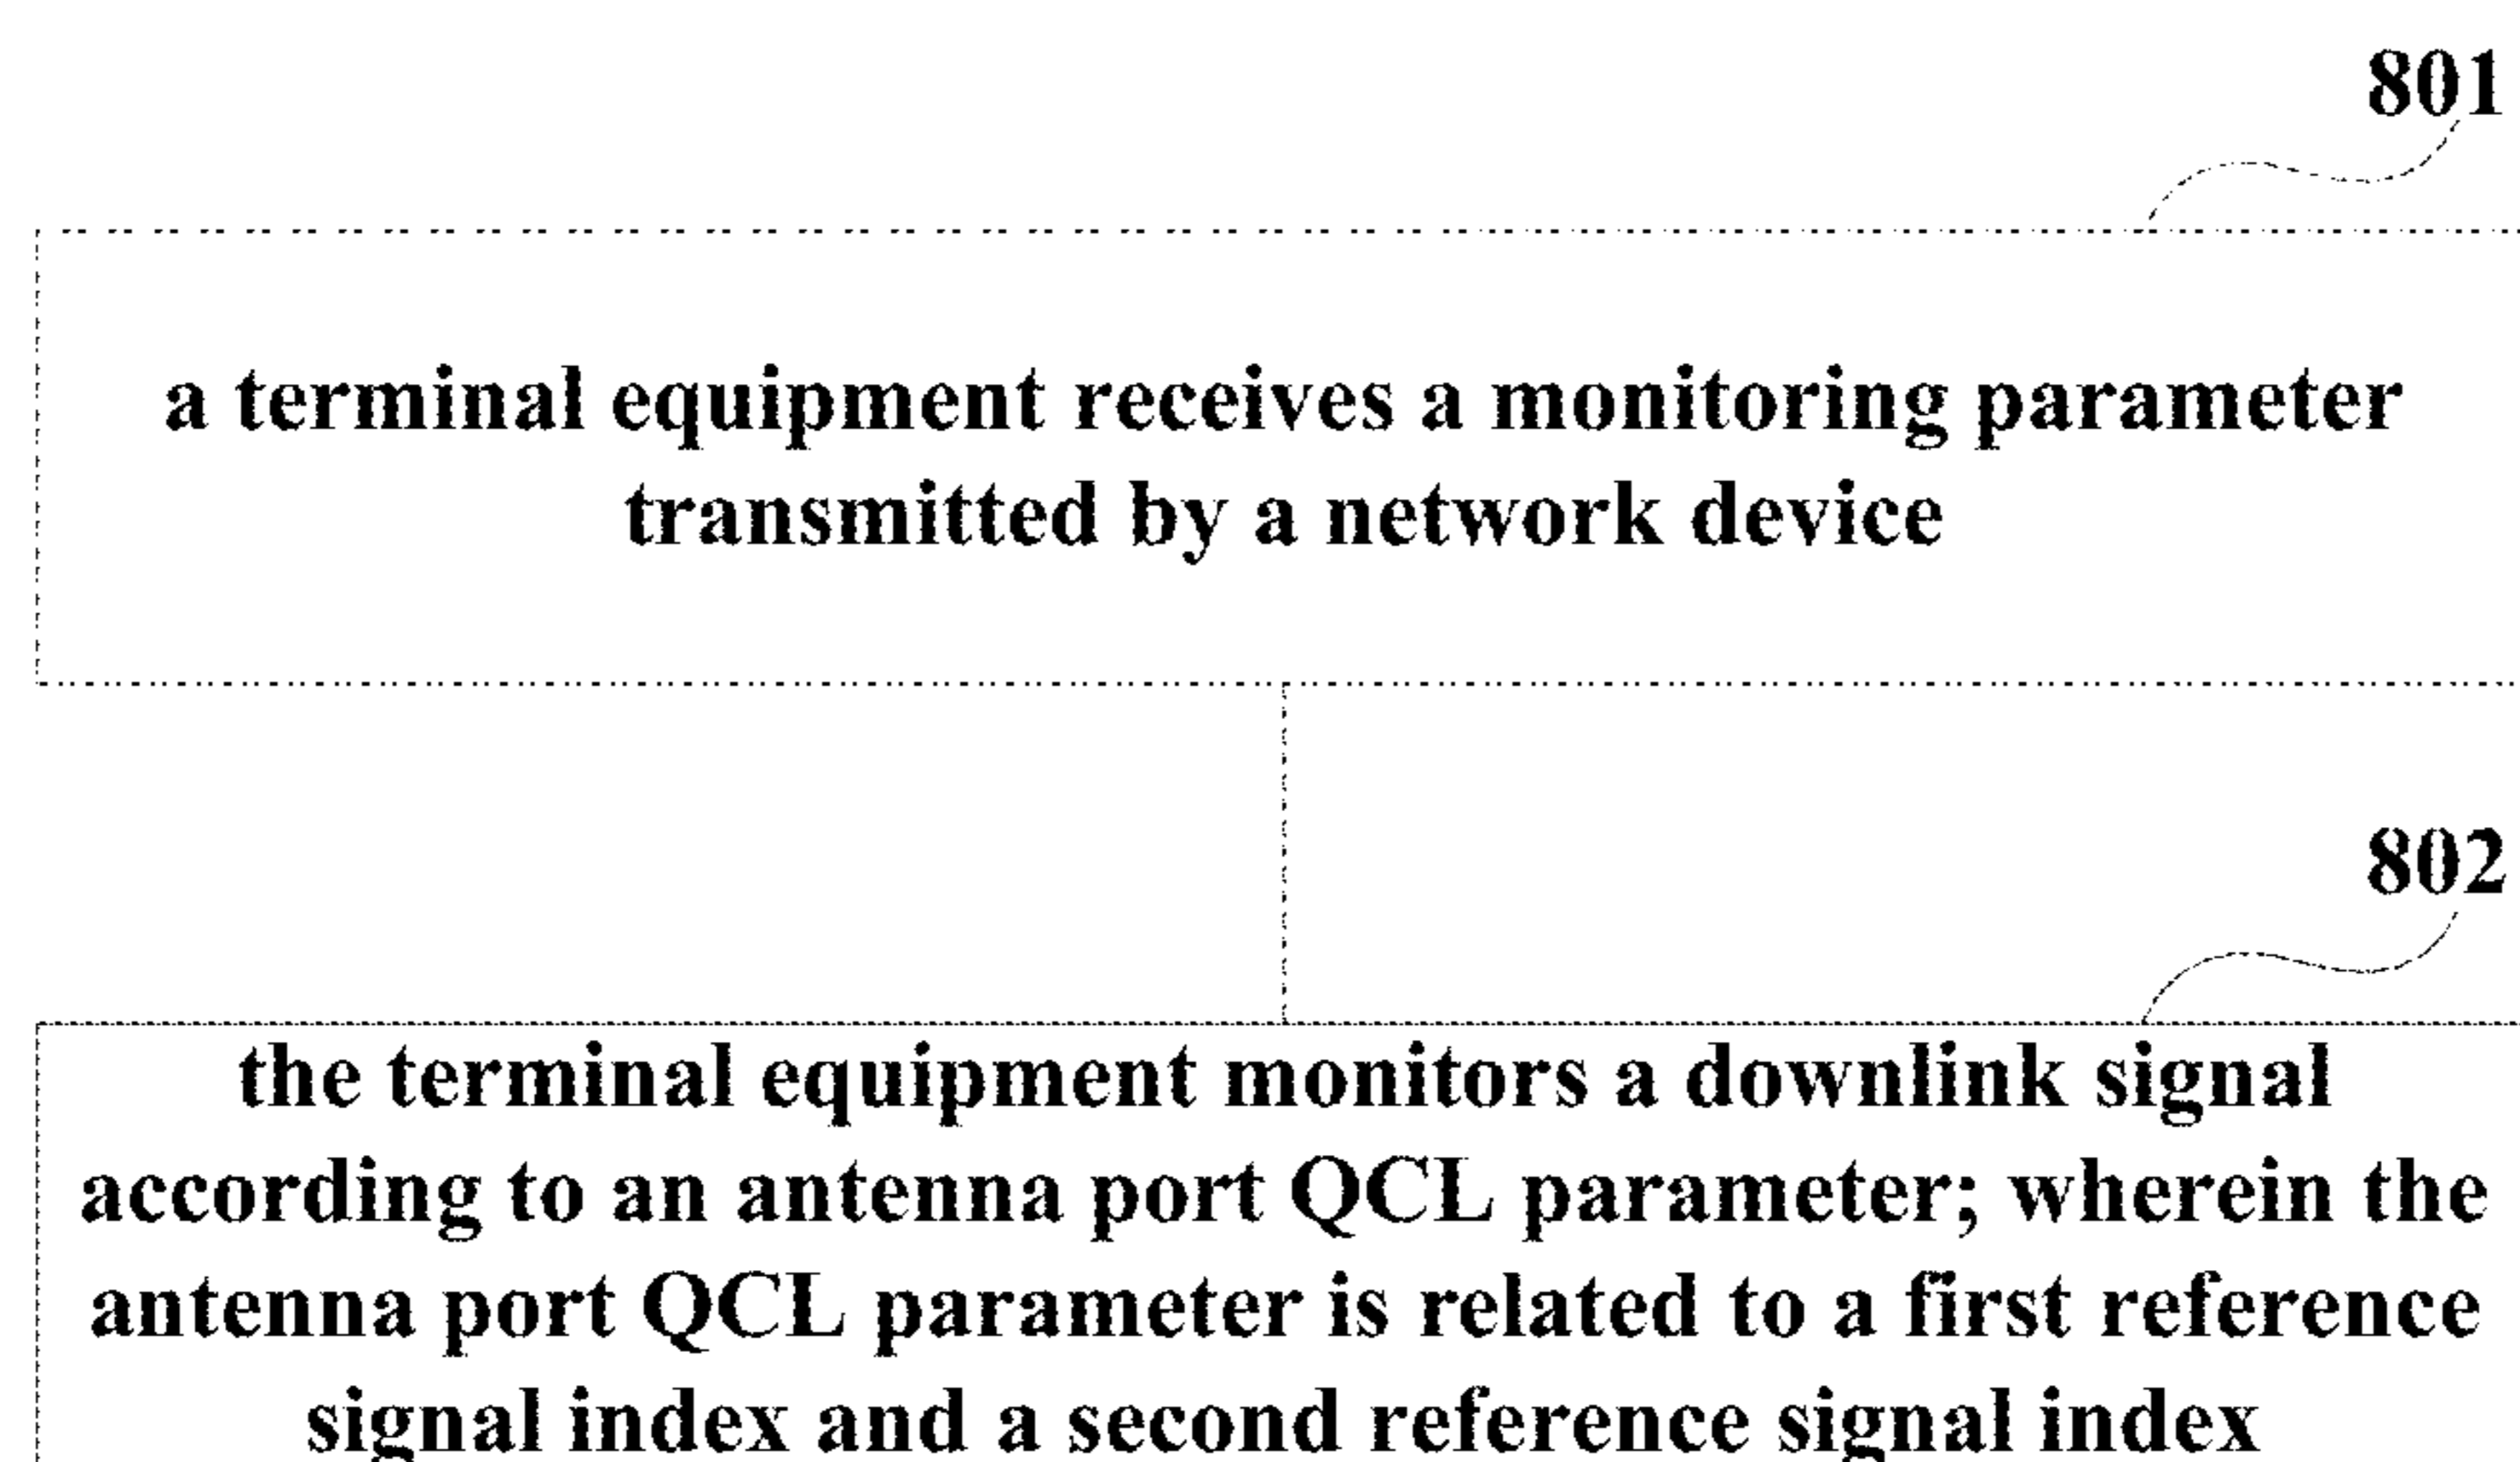 801
a terminal equipment receives a monitoring parameter
transmitted by a network device
802
the terminal equipment monitors a downlink signal
according to an antenna port QCL parameter; wherein the
antenna port QCL parameter is related to a first reference
signal index and a second reference signal index